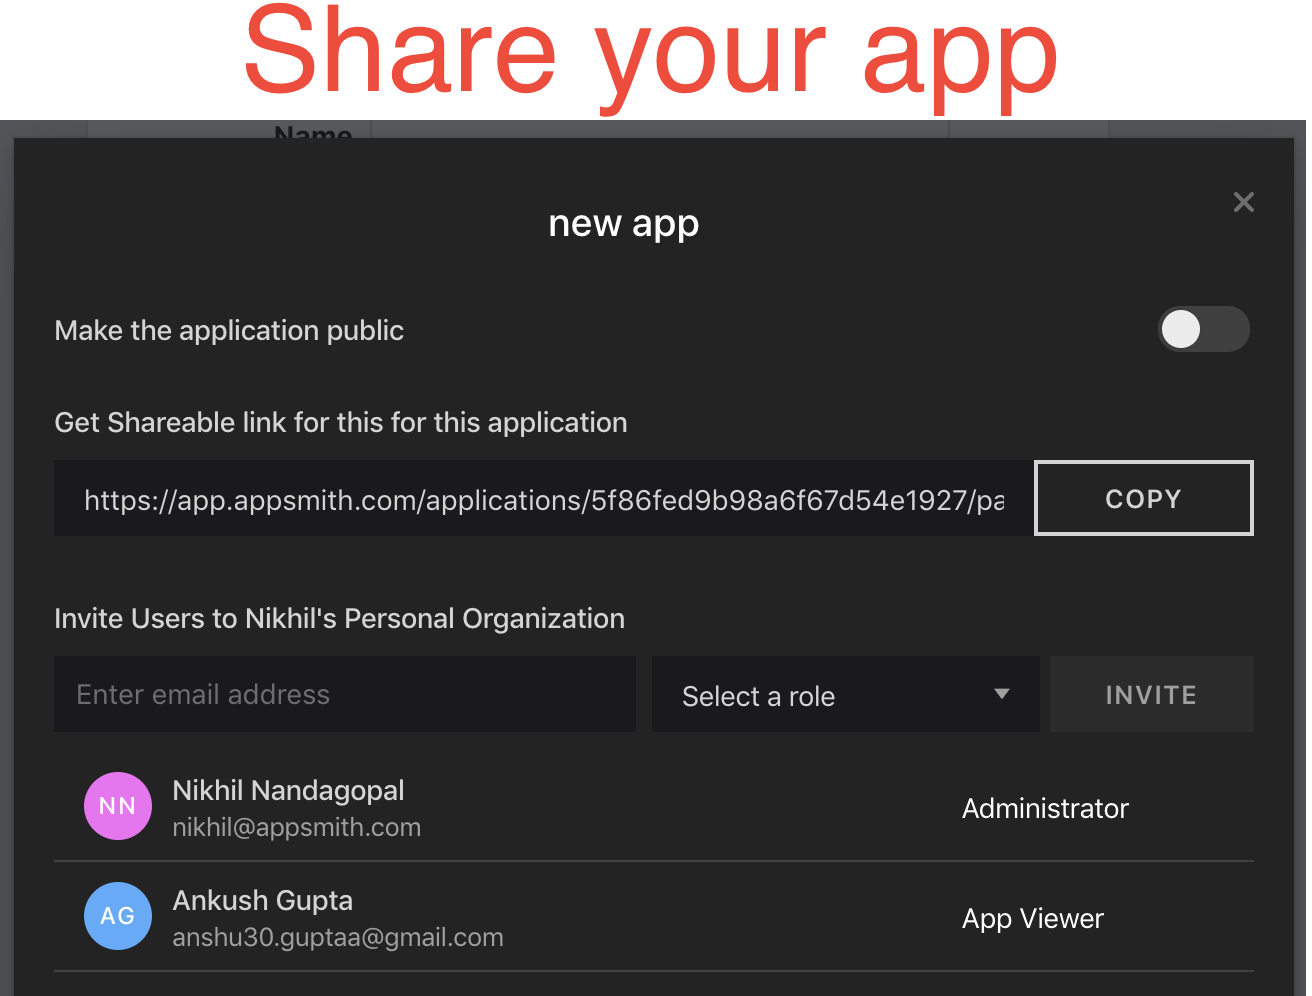 Share your app
Name
new app
Make the application public
Get Shareable link for this for this application
https://app.appsmith.com/applications/5f86fed9b98a6f67d54e1927/pa
COPY
Invite Users to Nikhil's Personal Organization
Enter email address
Select a role
INVITE
NN
Nikhil Nandagopal
nikhil@appsmith.com
Administrator
AG
Ankush Gupta
anshu30.guptaa@gmail.com
App Viewer